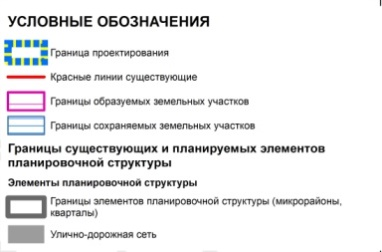 УСЛОВНЫЕ ОБОЗНАЧЕНИЯ
Граница проектирования
Красные линии существующие
Границы образуемых земельных участков
Границы сохраняемых земельных участков
Границы существующих и планируемых элементов
планировочной структуры
Элементы планировочной структуры
Границы элементов планировочной структуры (микрорайоны,
кварталы)
Улично-дорожная сеть